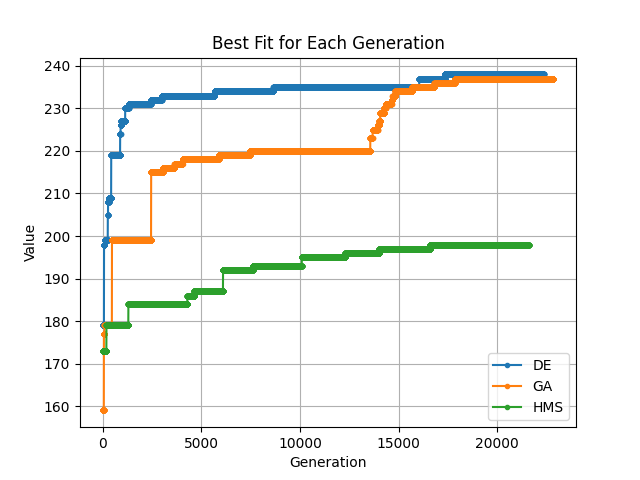 Best Fit for Each Generation
Value
240
230
220
210
200
190
180
170
160
0 5000 10000 15000 20000
Generation
DE
GA
HMS